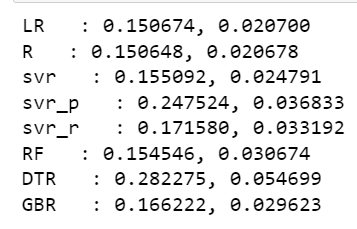 LR : 0.150674, 0.020700
R : 0.150648, 0.020678
svr : 0.155092, 0.024791
svr_p : 0.247524, 0.036833
svr_r : 0.171580, 0.033192
RF : 0.154546, 0.030674
DTR : 0.282275, 0.054699
GBR : 0.166222, 0.029623